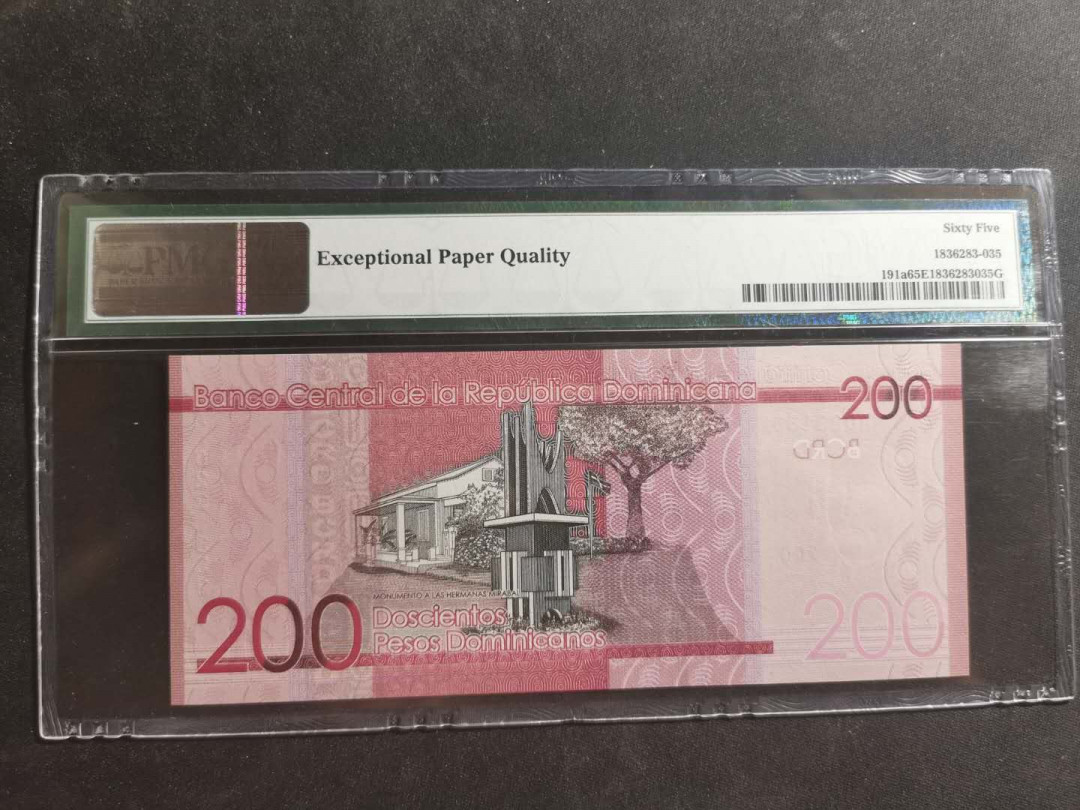 PMG
Exceptional Paper Quality
Sixty Five
1836283-035
191a65E1836283035G
Banco Central de la República Dominicana
200
BCRD
MONUMENTO A LAS HERMANAS MIRABAL
200
Doscientos
Pesos Dominicanos
200